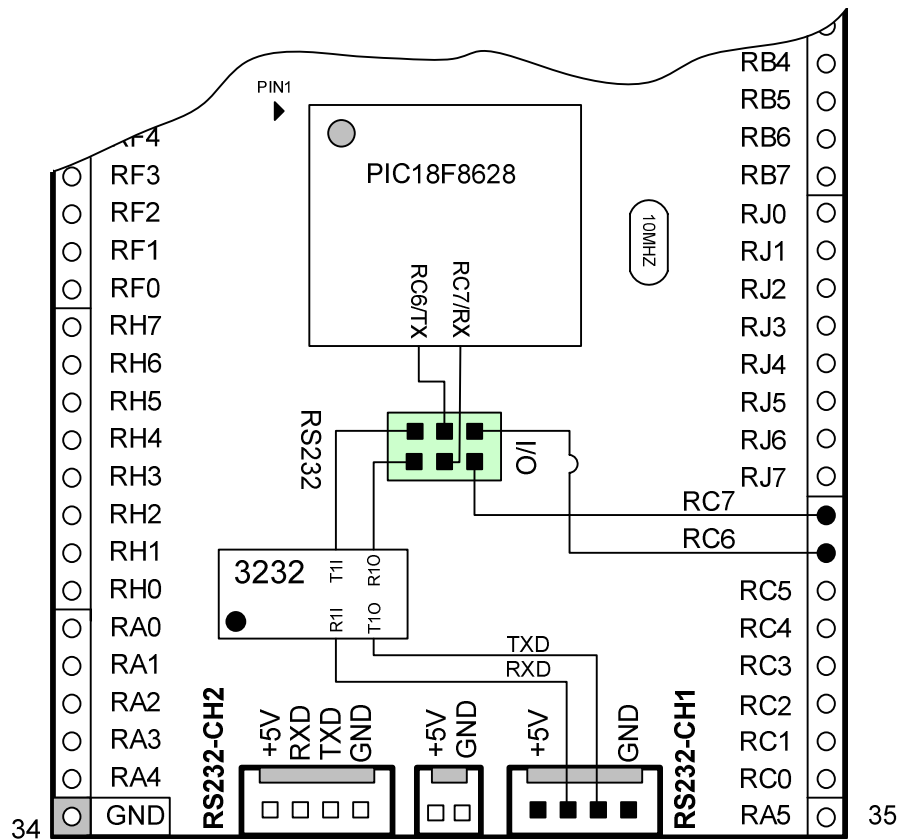 PIN1
RF4
RF3
RF2
RF1
RF0
RH7
RH6
RH5
RH4
RH3
RH2
RH1
RH0
RA0
RA1
RA2
RA3
RA4
GND
34
PIC18F8628
RC6/TX
RC7/RX
10MHZ
RS232
I/O
3232
T1I
R1O
R1I
T1O
RC7
RC6
TXD
RXD
RS232-CH2
+5V
RXD
TXD
GND
+5V
GND
+5V
GND
RS232-CH1
RB4
RB5
RB6
RB7
RJ0
RJ1
RJ2
RJ3
RJ4
RJ5
RJ6
RJ7
RC5
RC4
RC3
RC2
RC1
RC0
RA5
35